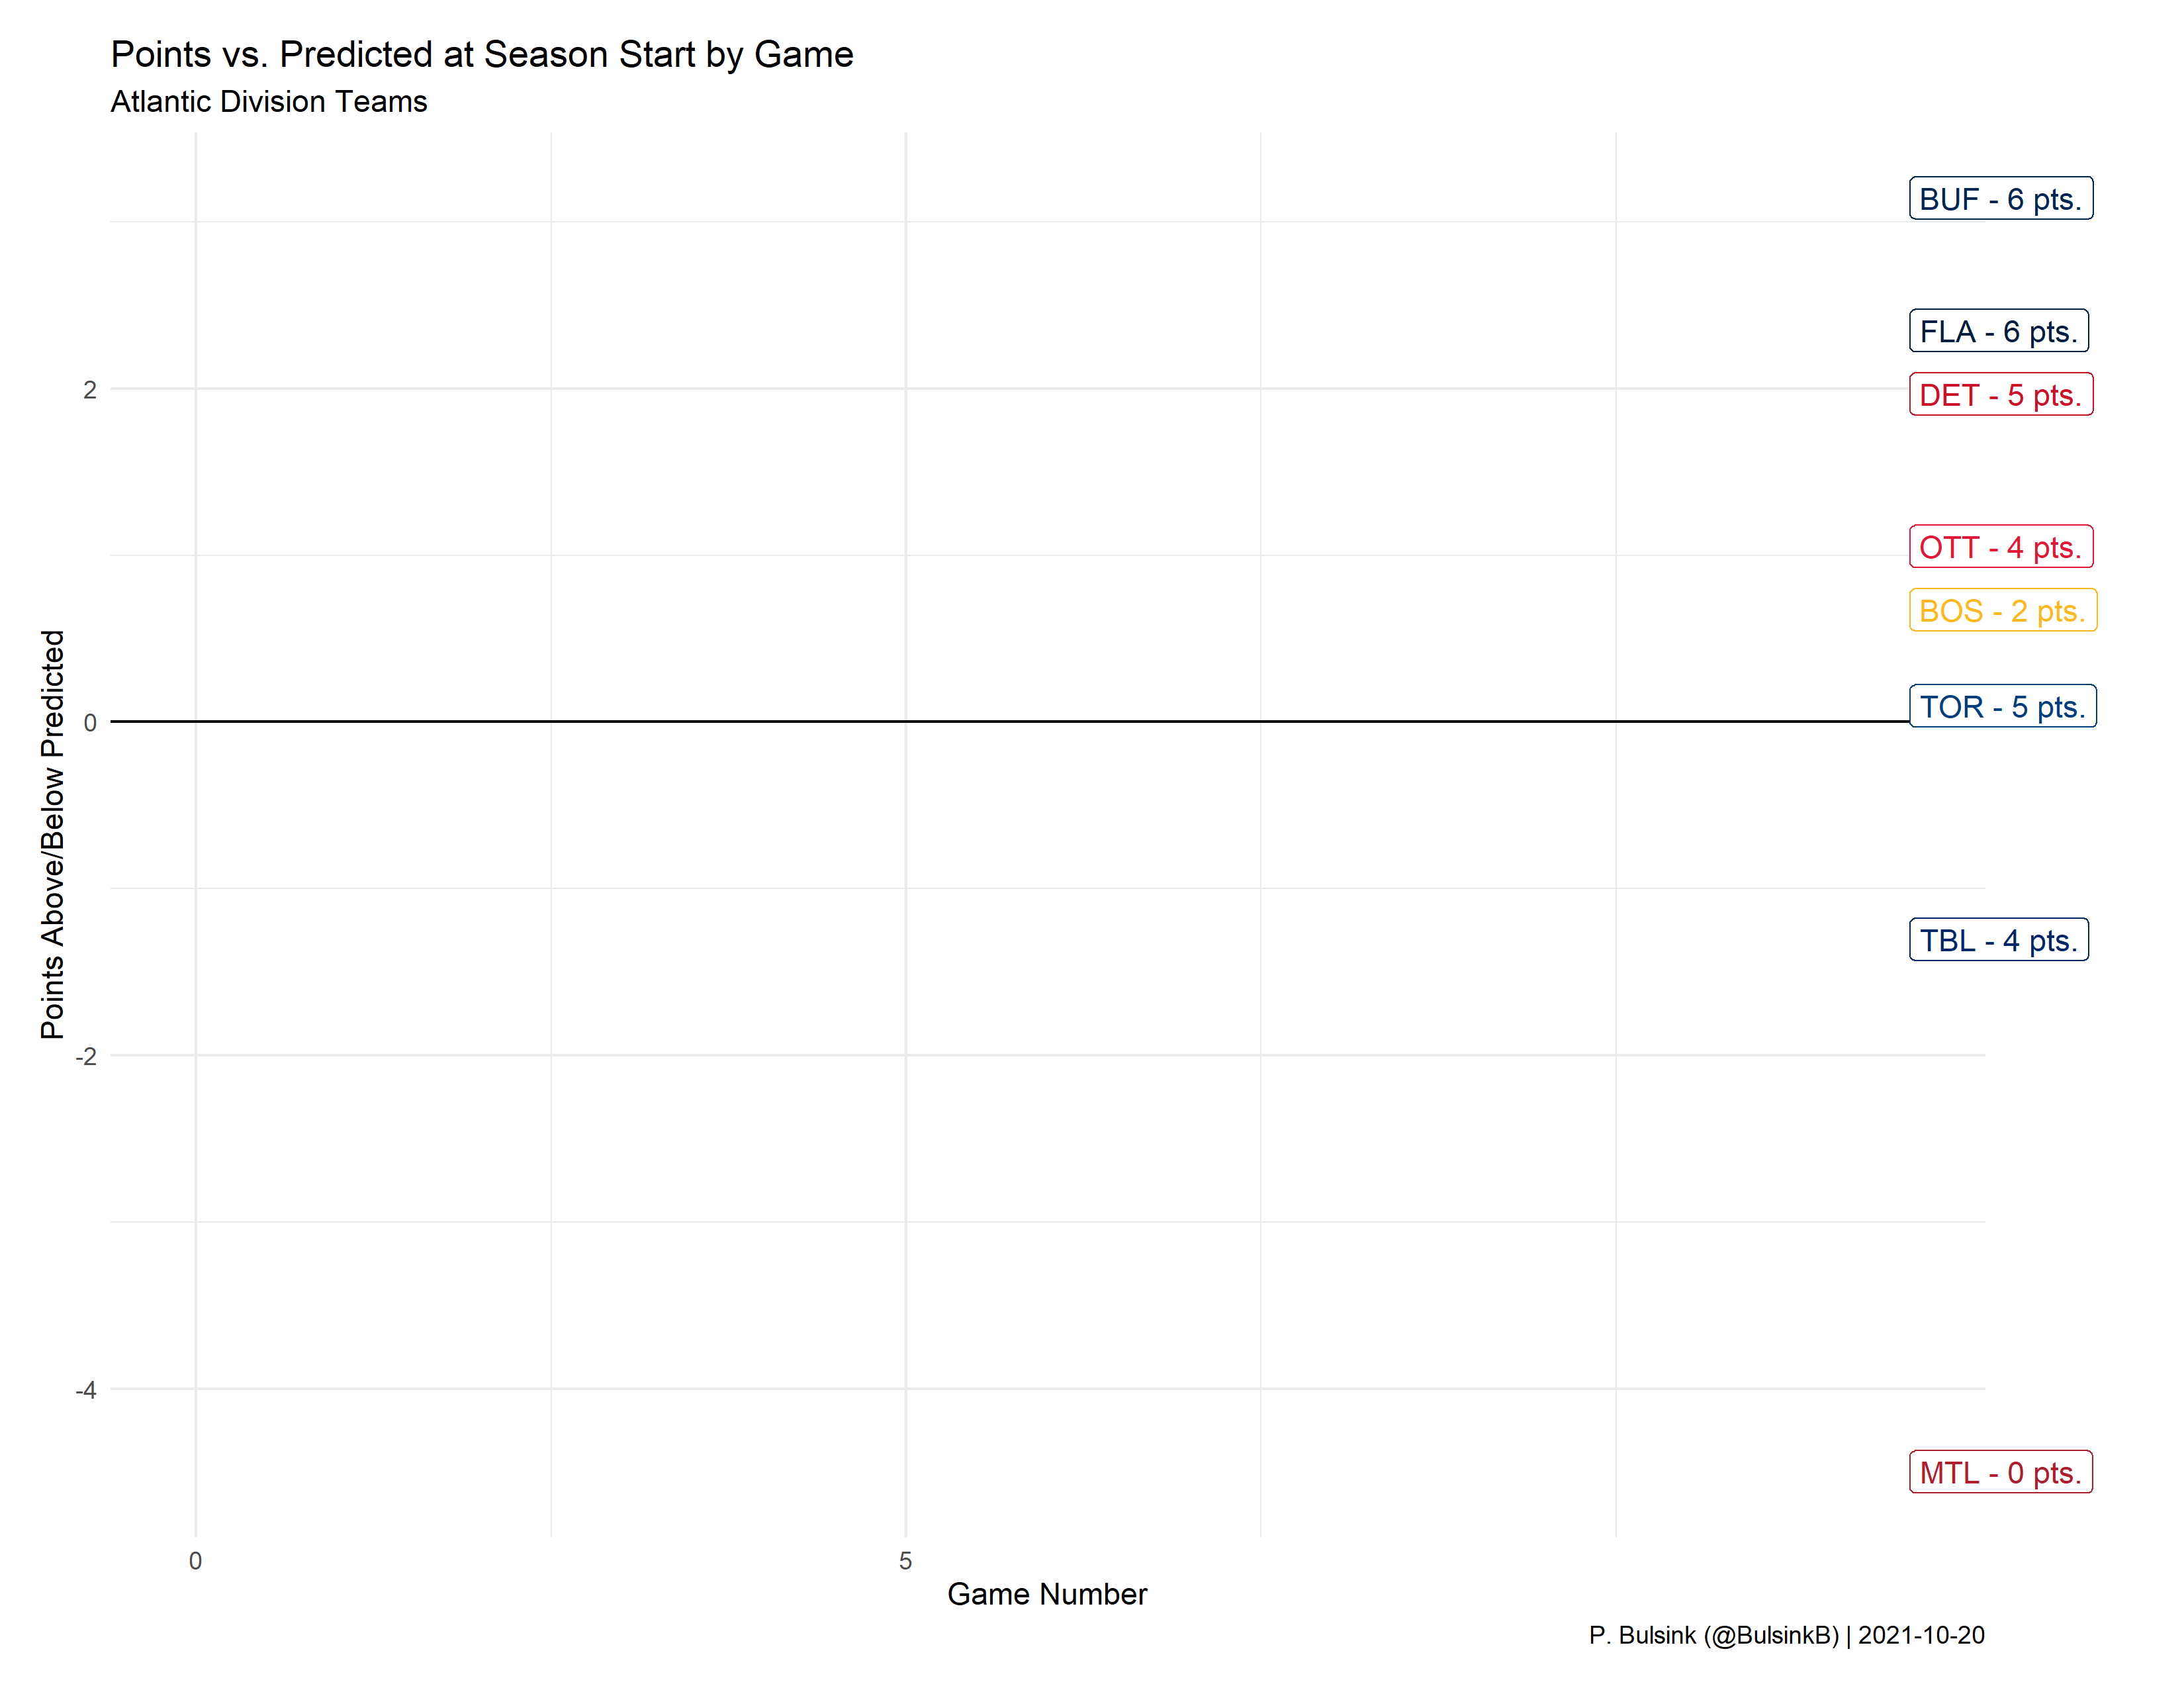 Points vs. Predicted at Season Start by Game
Atlantic Division Teams
BUF - 6 pts.
FLA - 6 pts.
2
DET - 5 pts.
OTT - 4 pts.
BOS - 2 pts.
TOR - 5 pts.
0
Points Above/Below Predicted
TBL - 4 pts.
-2
-4
MTL - 0 pts.
0
5
Game Number
P. Bulsink (@BulsinkB) | 2021-10-20